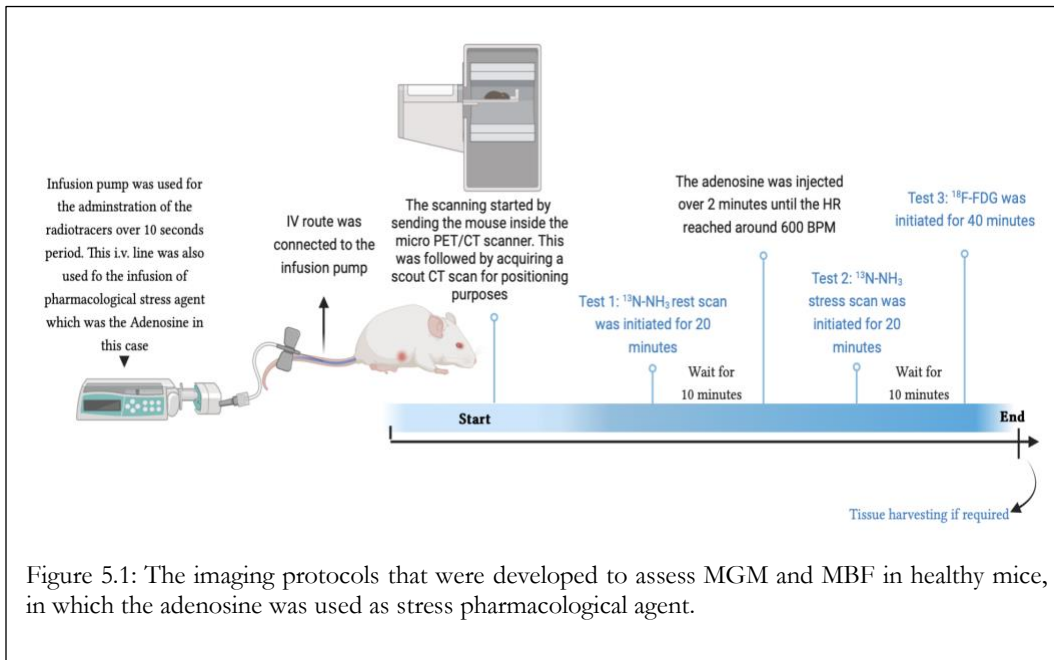 Infusion pump was used for
the adminstration of the
radiotracers over 10 seconds
period. This i.v. line was also
used fo the infusion of
pharmacological stress agent
which was the Adenosine in
this case
IV route was
connected to the
infusion pump
The scanning started by
sending the mouse inside the
micro PET/CT scanner. This
was followed by acquiring a
scout CT scan for positioning
purposes
Test 1: ¹³N-NH₃ rest scan
was initiated for 20
minutes
Wait for
10 minutes
The adenosine was injected
over 2 minutes until the HR
reached around 600 BPM
Test 2: ¹³N-NH₃
stress scan was
initiated for 20
minutes
Wait for
10 minutes
Test 3: ¹⁸F-FDG was
initiated for 40 minutes
Start
End
Tissue harvesting if required
Figure 5.1: The imaging protocols that were developed to assess MGM and MBF in healthy mice,
in which the adenosine was used as stress pharmacological agent.